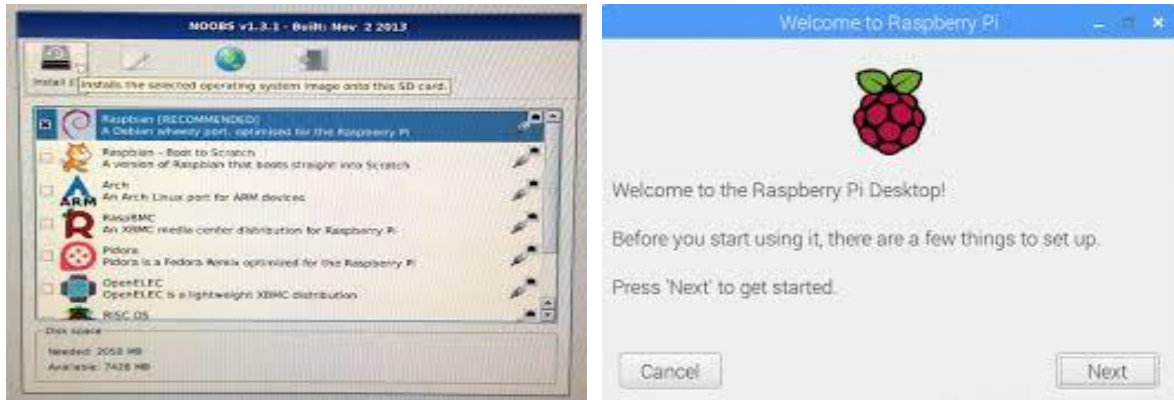 NOOBS v1.3.1 - Built: Nov 2 2013
Install
Installs the selected operating system image onto this SD card.
Raspbian [RECOMMENDED]
A Debian wheezy port, optimised for the Raspberry Pi
Raspbian - Boot to Scratch
A version of Raspbian that boots straight into Scratch
Arch
An Arch Linux port for ARM devices
ARM
RaspBMC
An XBMC media center distribution for Raspberry Pi
Pidora
Pidora is a Fedora Remix optimized for the Raspberry Pi
OpenELEC
OpenELEC is a lightweight XBMC distribution
RISC OS
Disk space
Needed: 2050 MB
Available: 7428 MB
Welcome to Raspberry Pi
Welcome to the Raspberry Pi Desktop!
Before you start using it, there are a few things to set up.
Press 'Next' to get started.
Cancel
Next